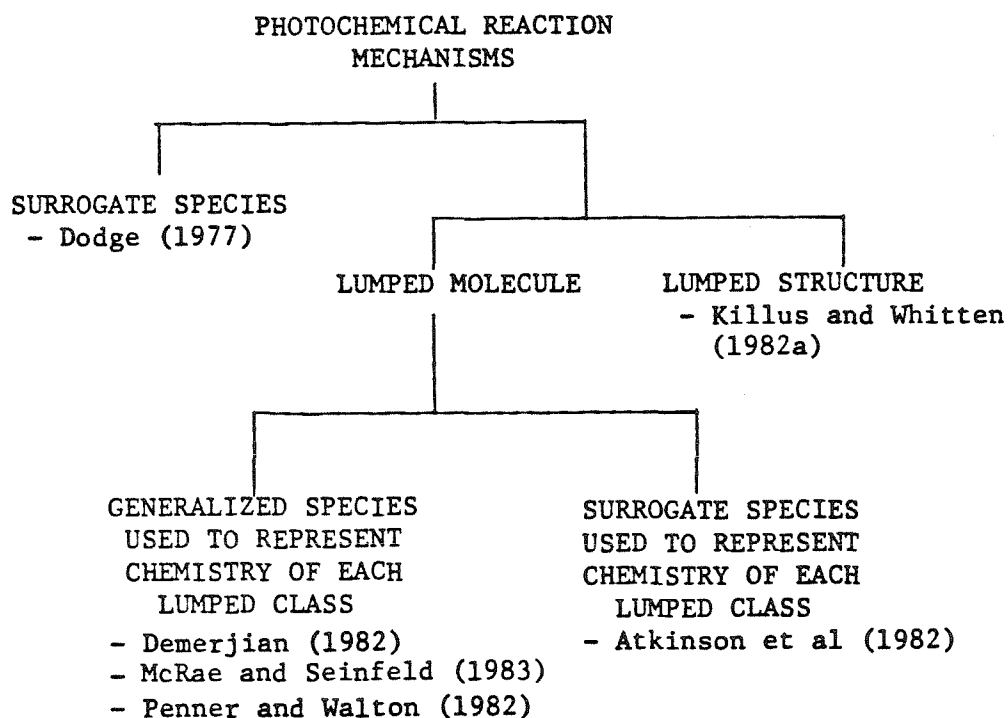 PHOTOCHEMICAL REACTION
MECHANISMS
SURROGATE SPECIES
- Dodge (1977)
LUMPED MOLECULE
LUMPED STRUCTURE
- Killus and Whitten
(1982a)
GENERALIZED SPECIES
USED TO REPRESENT
CHEMISTRY OF EACH
LUMPED CLASS
- Demerjian (1982)
- McRae and Seinfeld (1983)
- Penner and Walton (1982)
SURROGATE SPECIES
USED TO REPRESENT
CHEMISTRY OF EACH
LUMPED CLASS
- Atkinson et al (1982)